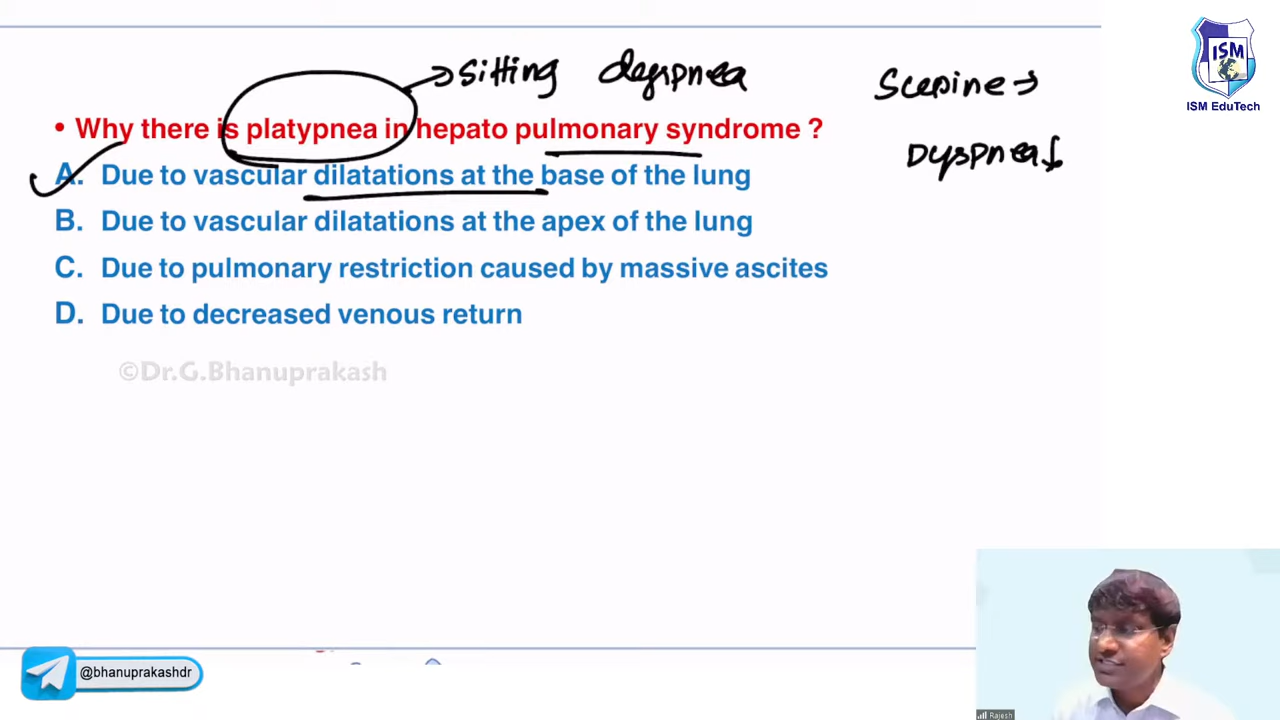 sitting dyspnea
Supine →
Dyspnea↓
ISM
ISM EduTech
• Why there is platypnea in hepato pulmonary syndrome ?
A. Due to vascular dilatations at the base of the lung
B. Due to vascular dilatations at the apex of the lung
C. Due to pulmonary restriction caused by massive ascites
D. Due to decreased venous return
©Dr.G.Bhanuprakash
@bhanuprakashdr
Rajesh